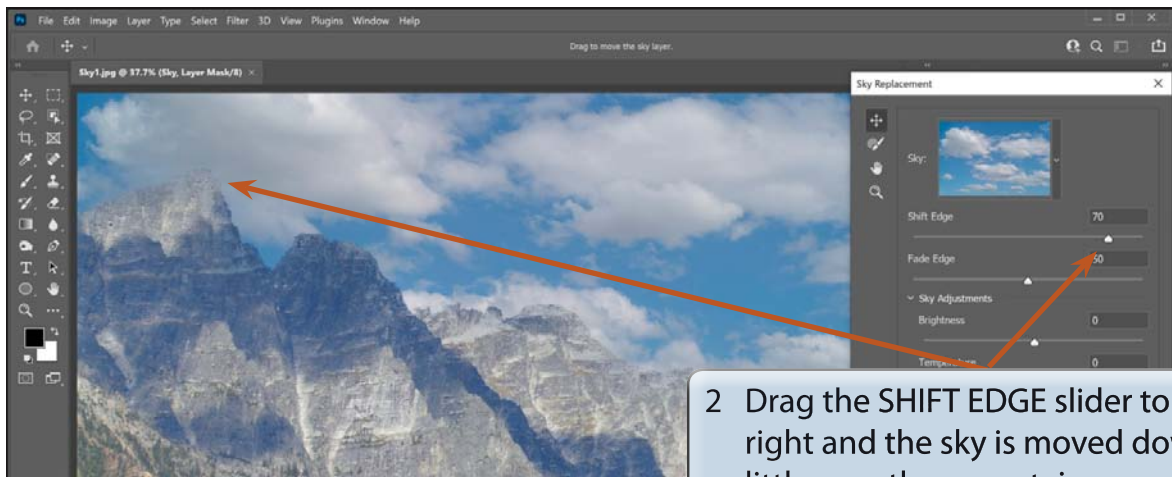 File Edit Image Layer Type Select Filter 3D View Plugins Window Help
Drag to move the sky layer.
Sky1.jpg @ 37.7% (Sky, Layer Mask/8) ×
Sky Replacement
Sky:
Shift Edge 70
Fade Edge 50
Sky Adjustments
Brightness 0
Temperature 0
2 Drag the SHIFT EDGE slider to
right and the sky is moved